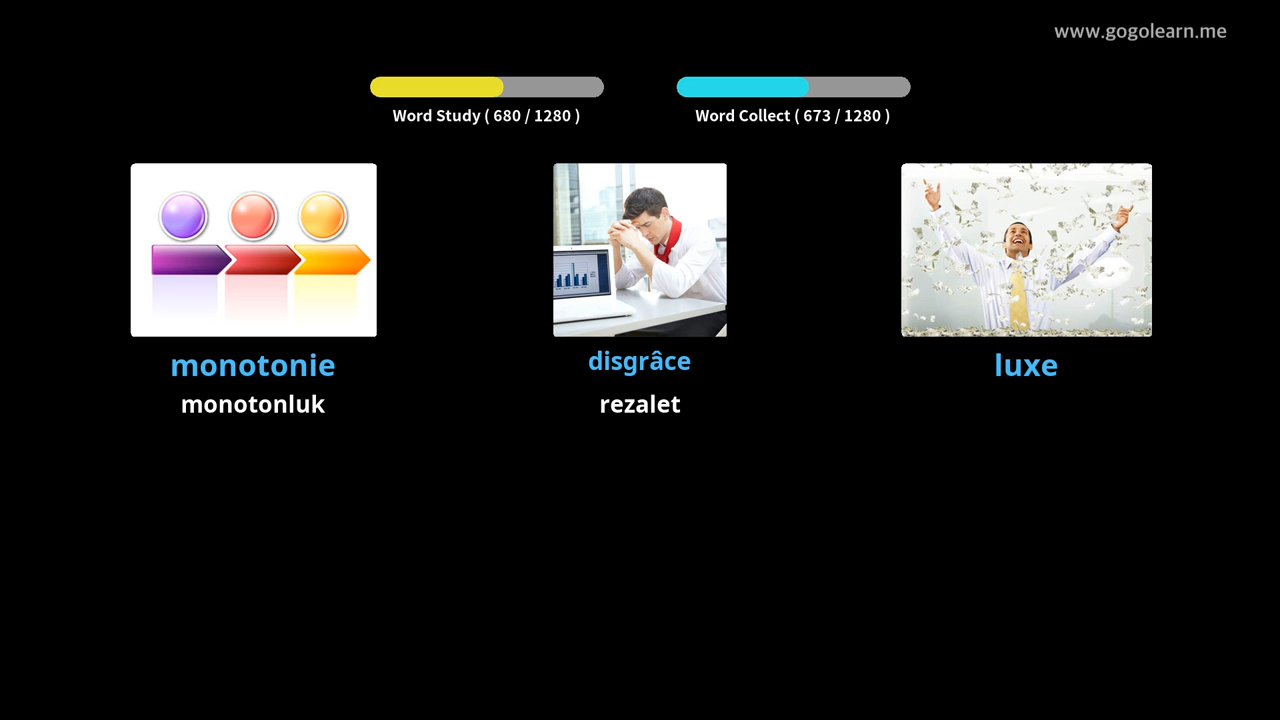 www.gogolearn.me
Word Study ( 680 / 1280 )
Word Collect ( 673 / 1280 )
monotonie
monotonluk
disgrâce
rezalet
luxe